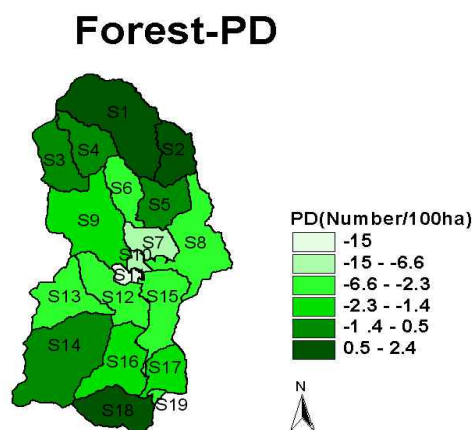 Forest-PD
S1
S2
S3
S4
S6
S5
S9
S7
S8
S10
S11
S13
S12
S15
S14
S16
S17
S18
S19
PD(Number/100ha)
-15
-15 - -6.6
-6.6 - -2.3
-2.3 - -1.4
-1 .4 - 0.5
0.5 - 2.4
N